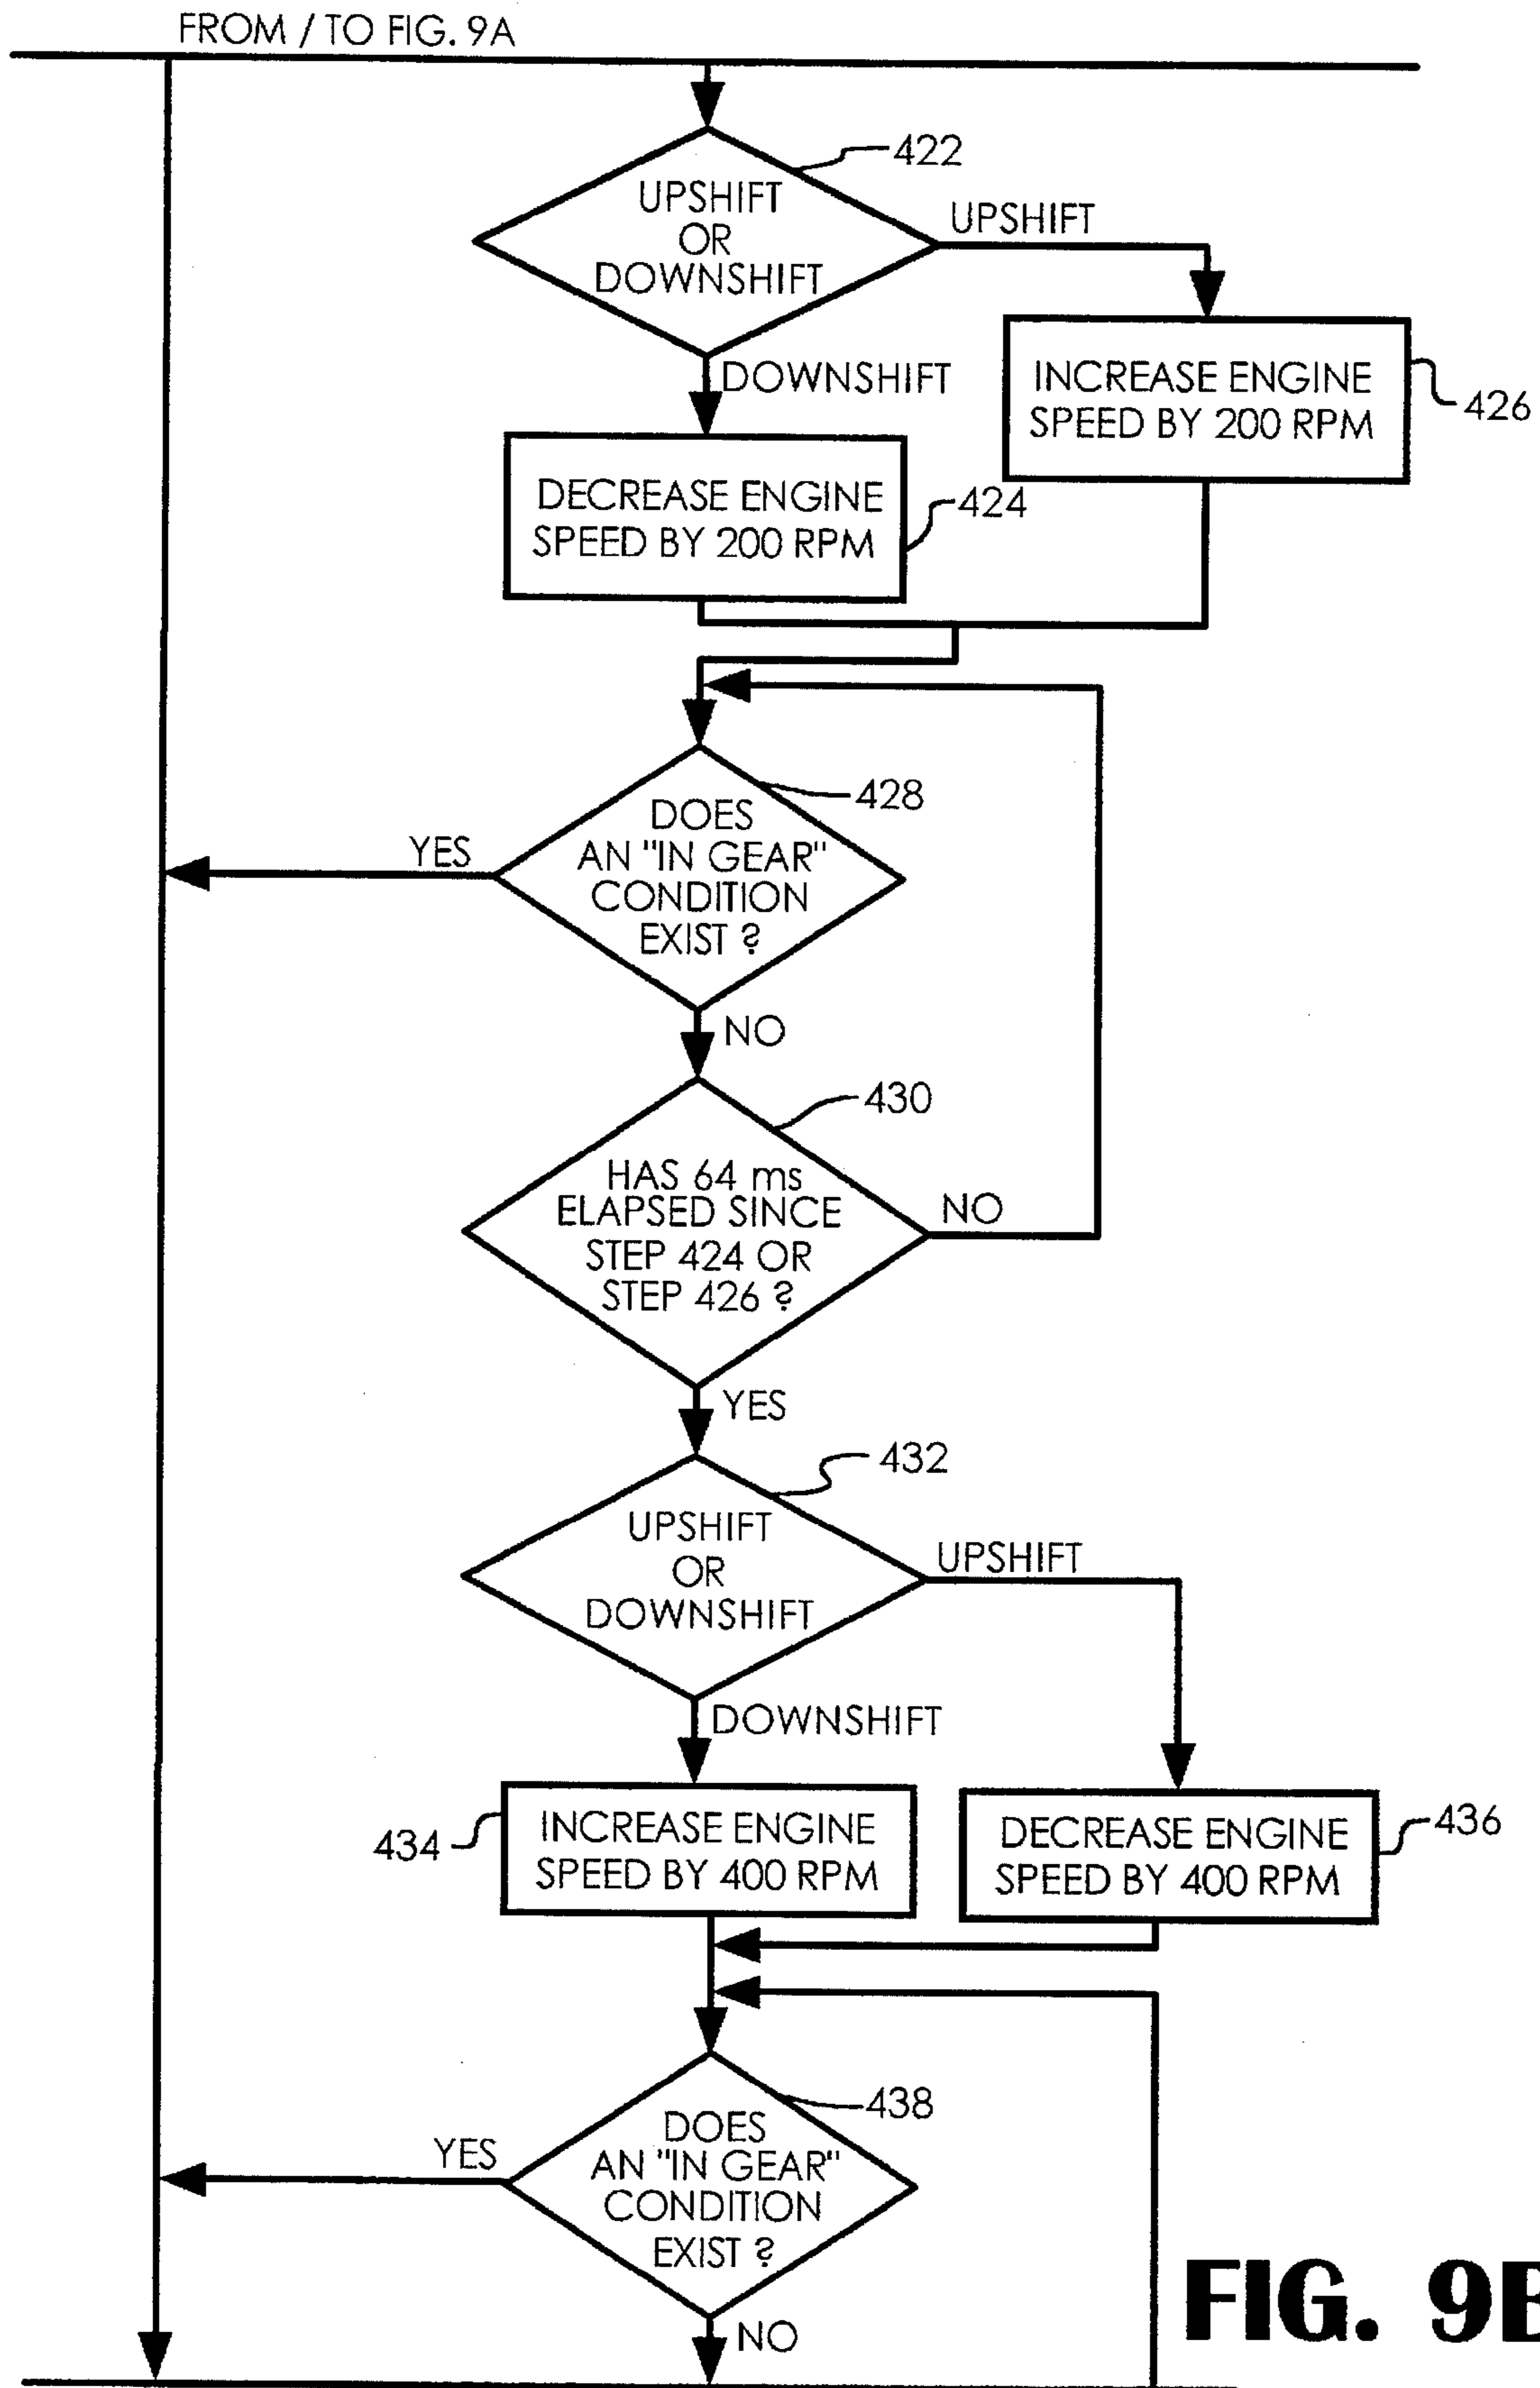 FROM / TO FIG. 9A
422
UPSHIFT
OR
DOWNSHIFT
UPSHIFT
DOWNSHIFT
INCREASE ENGINE
SPEED BY 200 RPM
426
DECREASE ENGINE
SPEED BY 200 RPM
424
428
DOES
AN "IN GEAR"
CONDITION
EXIST ?
YES
NO
430
HAS 64 ms
ELAPSED SINCE
STEP 424 OR
STEP 426 ?
NO
YES
432
UPSHIFT
OR
DOWNSHIFT
UPSHIFT
DOWNSHIFT
434
INCREASE ENGINE
SPEED BY 400 RPM
DECREASE ENGINE
SPEED BY 400 RPM
436
438
DOES
AN "IN GEAR"
CONDITION
EXIST ?
YES
NO
FIG. 9B